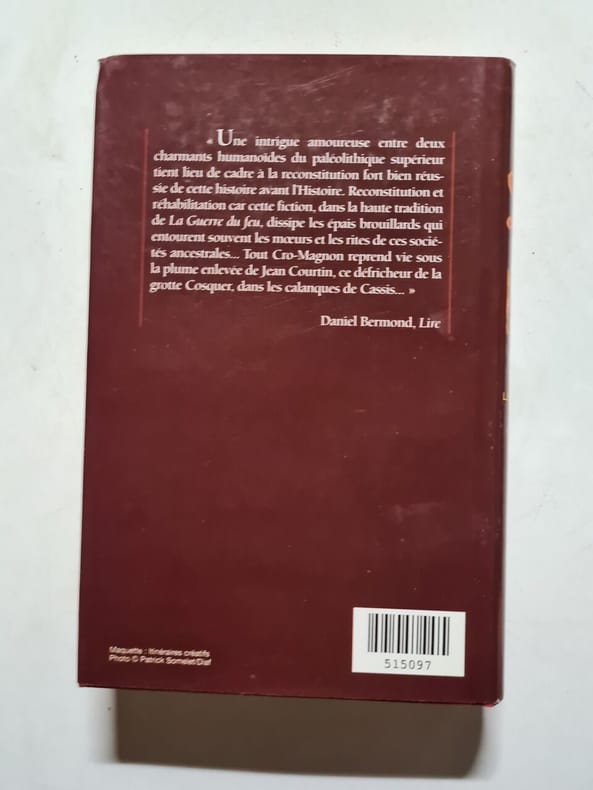 « Une intrigue amoureuse entre deux
charmants humanoïdes du paléolithique supérieur
tient lieu de cadre à la reconstitution fort bien réus-
sie de cette histoire avant l'Histoire. Reconstitution et
réhabilitation car cette fiction, dans la haute tradition
de La Guerre du feu, dissipe les épais brouillards qui
entourent souvent les mœurs et les rites de ces socié-
tés ancestrales... Tout Cro-Magnon reprend vie sous
la plume enlevée de Jean Courtin, ce défricheur de la
grotte Cosquer, dans les calanques de Cassis... »
Daniel Bermond, Lire
Maquette : Itinéraires créatifs
Photo © Patrick Somelet/Diaf
515097